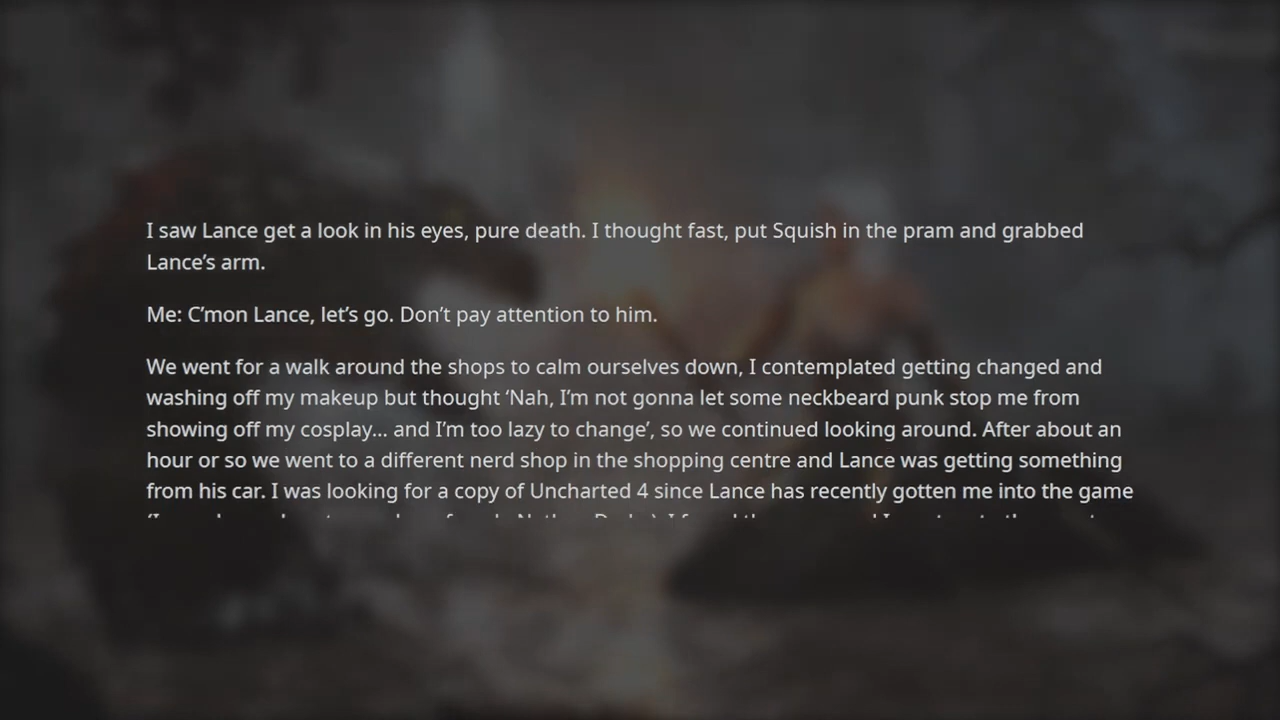 I saw Lance get a look in his eyes, pure death. I thought fast, put Squish in the pram and grabbed
Lance’s arm.
Me: C’mon Lance, let’s go. Don’t pay attention to him.
We went for a walk around the shops to calm ourselves down, I contemplated getting changed and
washing off my makeup but thought ‘Nah, I’m not gonna let some neckbeard punk stop me from
showing off my cosplay… and I’m too lazy to change’, so we continued looking around. After about an
hour or so we went to a different nerd shop in the shopping centre and Lance was getting something
from his car. I was looking for a copy of Uncharted 4 since Lance has recently gotten me into the game